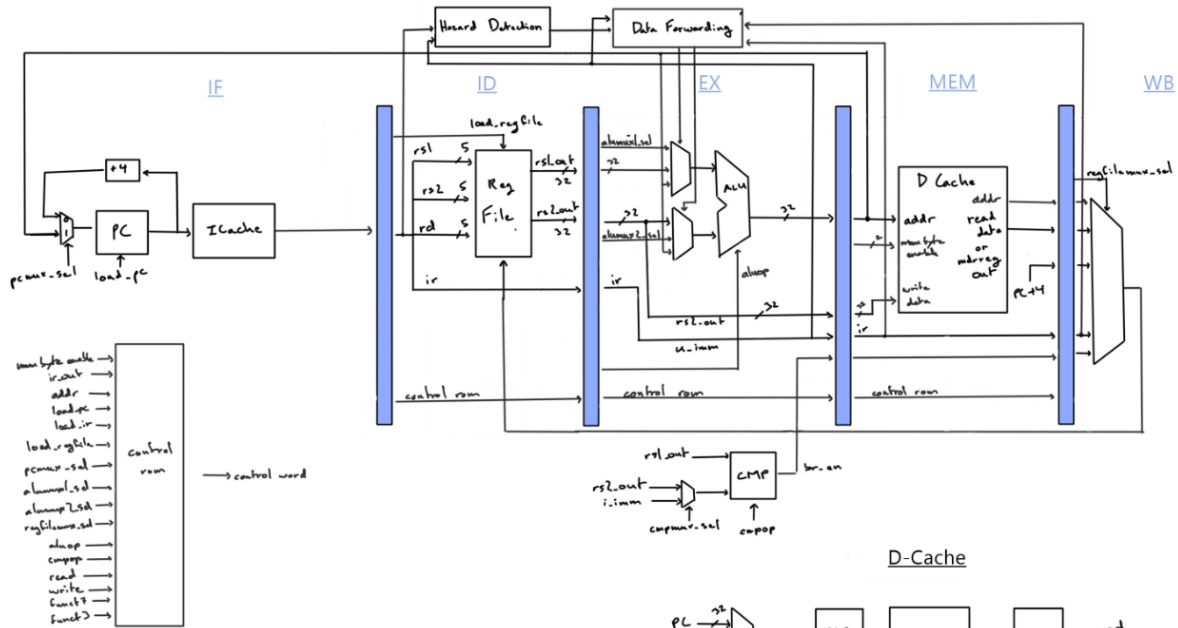 Hazard Detection
Data Forwarding
IF
ID
EX
MEM
WB
load_regfile
rs1
5
rs2
5
rd
5
Reg
File
rs1_out
32
rs2_out
32
ir
alumux1_sel
32
32
alumux2_sel
ALU
32
aluop
ir
rs2_out
32
u_imm
+4
PC
ICache
pcmux_sel
load_pc
D Cache
addr
addr
read
data
or
mdrreg
out
mem byte
enable
write
data
32
ir
PC+4
regfilemux_sel
control rom
control rom
control rom
mem byte enable
ir_out
addr
load_pc
load_ir
load_regfile
pcmux_sel
alumux1_sel
alumux2_sel
regfilemux_sel
aluop
cmpop
read
write
funct7
funct3
control
rom
control word
rs1_out
rs2_out
i_imm
cmpmux_sel
CMP
cmpop
br_en
D-Cache
PC
32